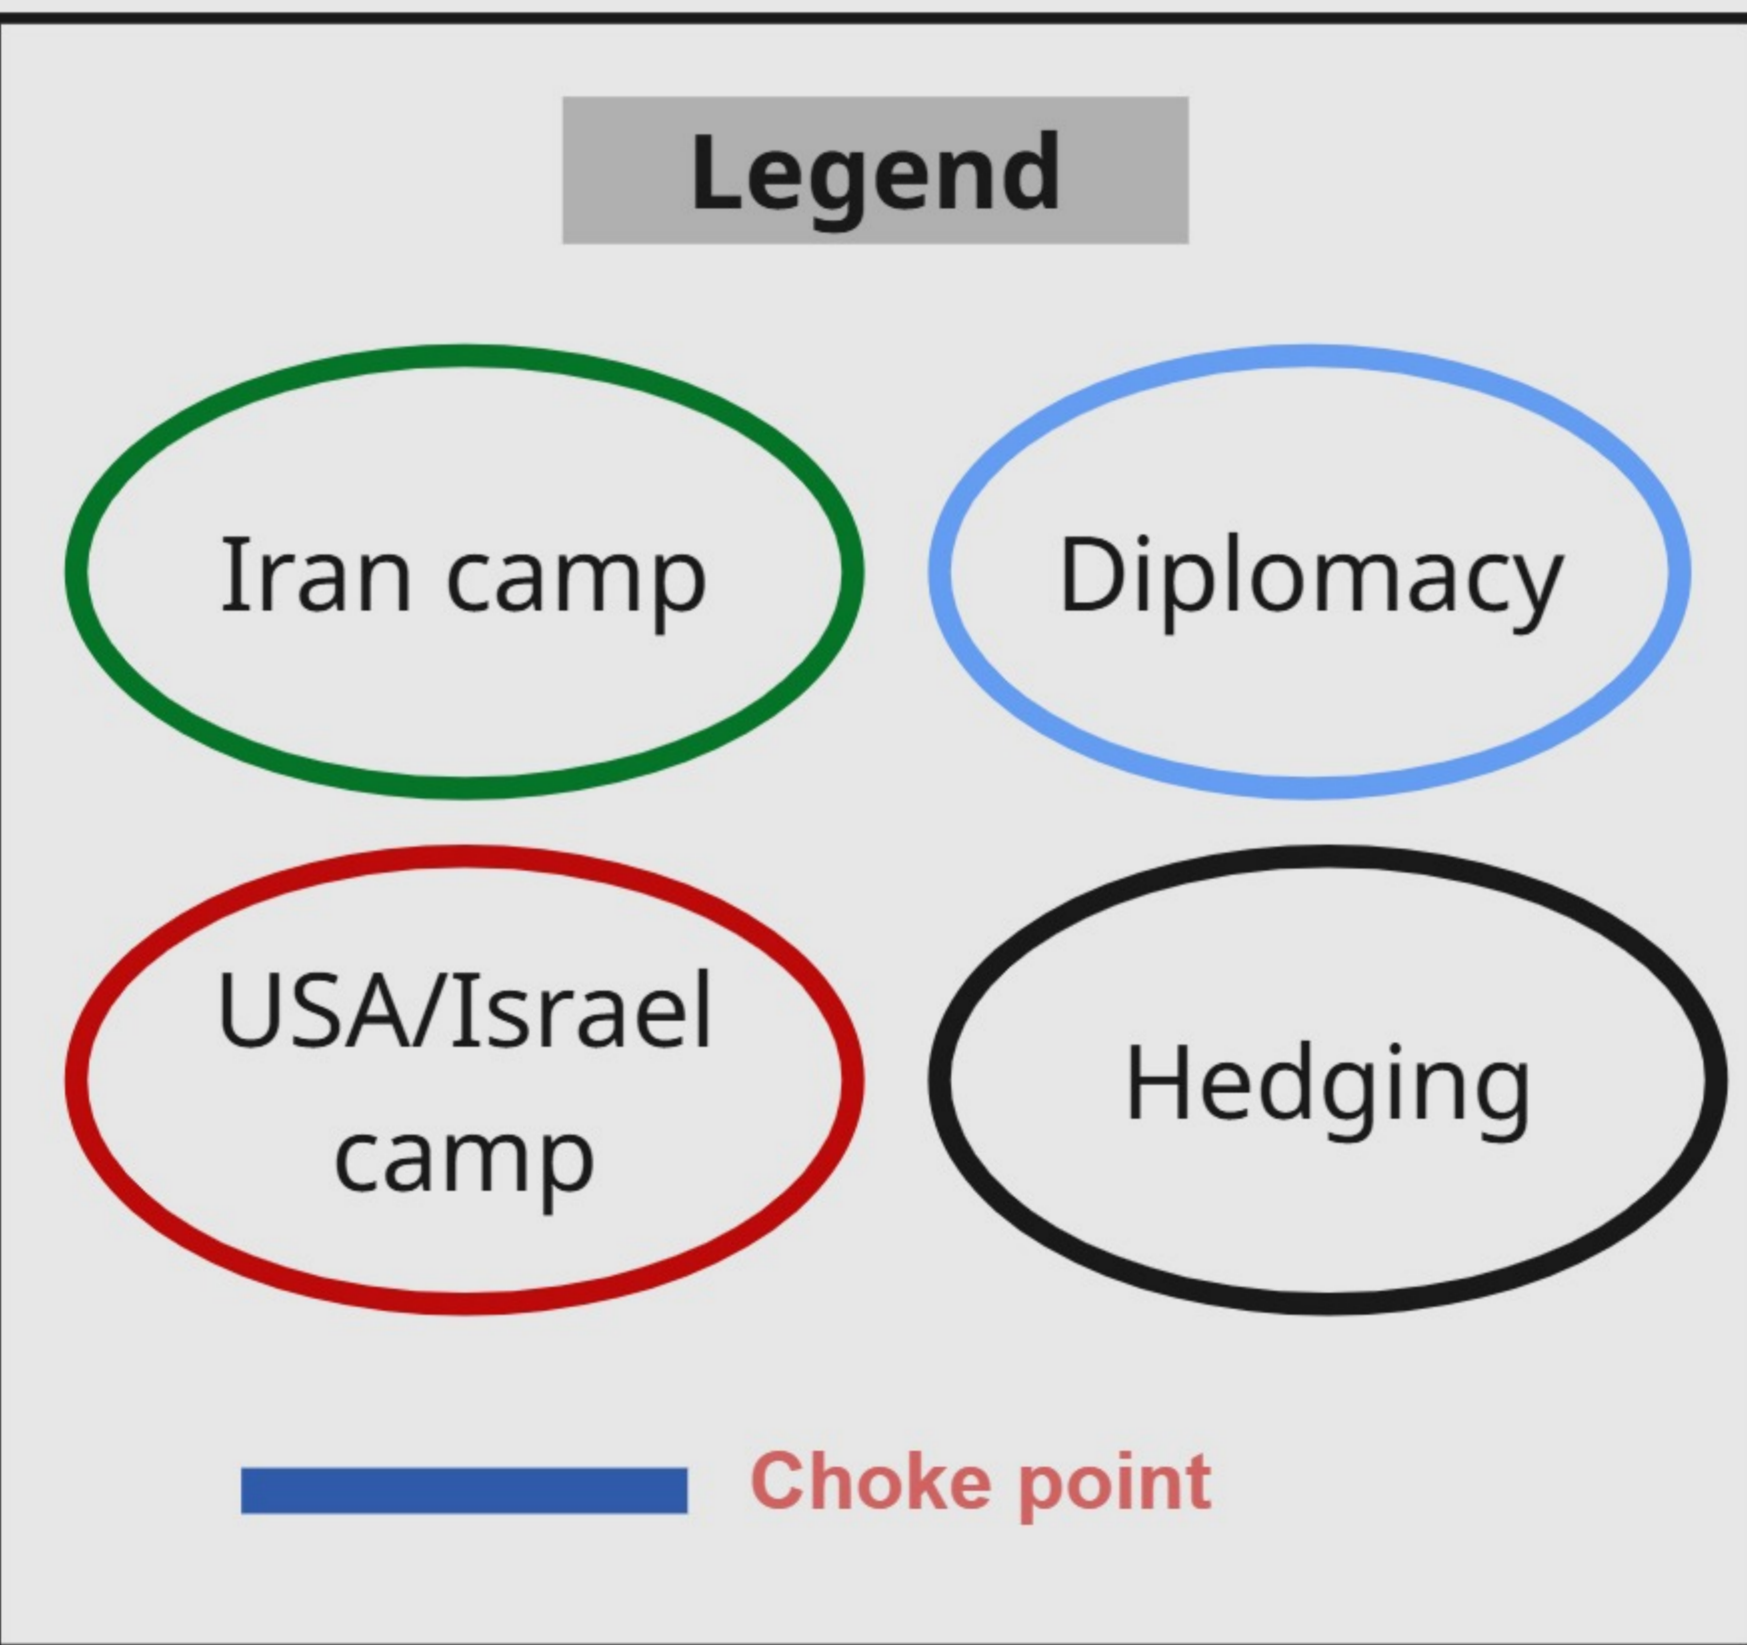 Legend
Iran camp
Diplomacy
USA/Israel
camp
Hedging
Choke point